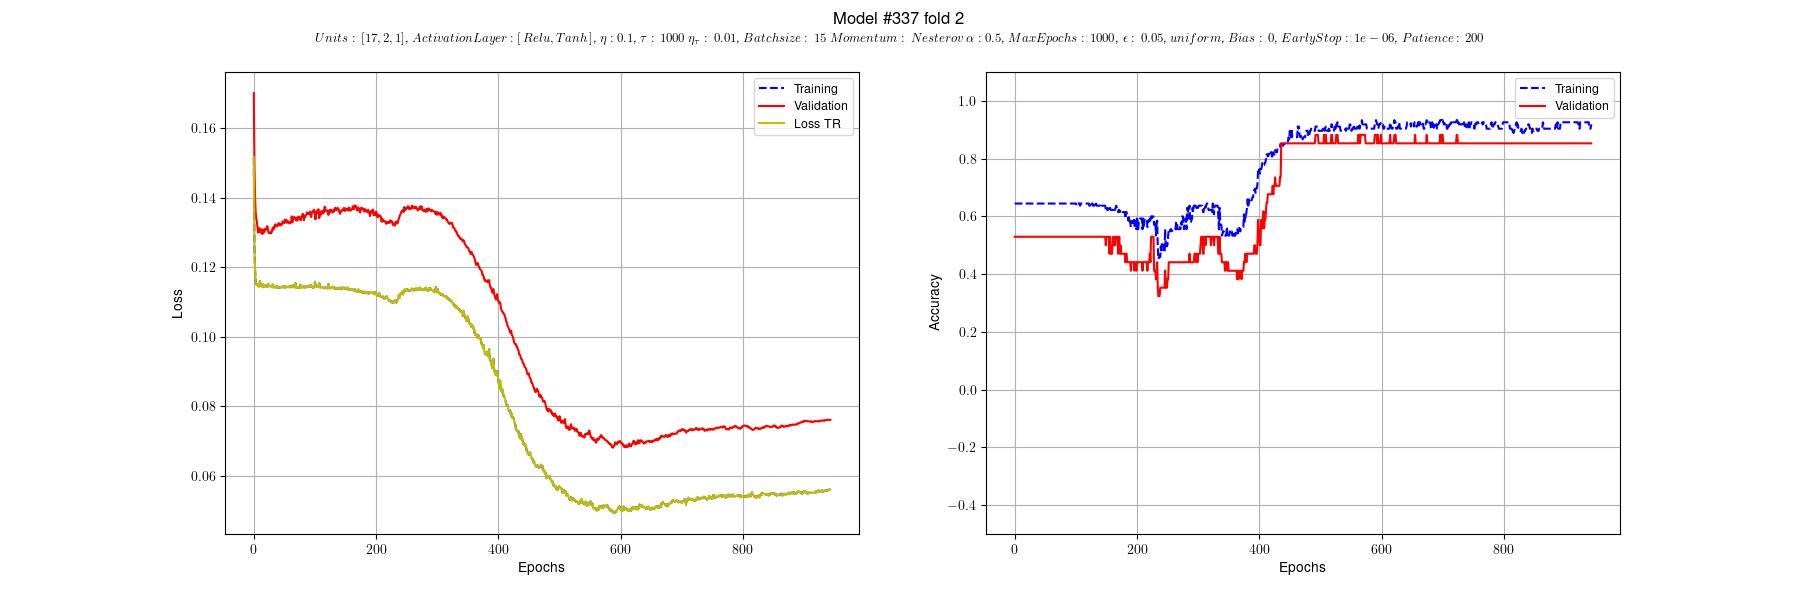 Model #337 fold 2
Units : [17, 2, 1], ActivationLayer : [ Relu, Tanh ], η : 0.1, τ : 1000 η_τ : 0.01, Batchsize : 15 Momentum : Nesterov α : 0.5, MaxEpochs : 1000, ϵ : 0.05, uniform, Bias : 0, EarlyStop : 1e − 06, Patience : 200
Training
Validation
Loss TR
0.16
0.14
0.12
0.10
0.08
0.06
Loss
0 200 400 600 800
Epochs
Training
Validation
1.0
0.8
0.6
0.4
0.2
0.0
−0.2
−0.4
Accuracy
0 200 400 600 800
Epochs